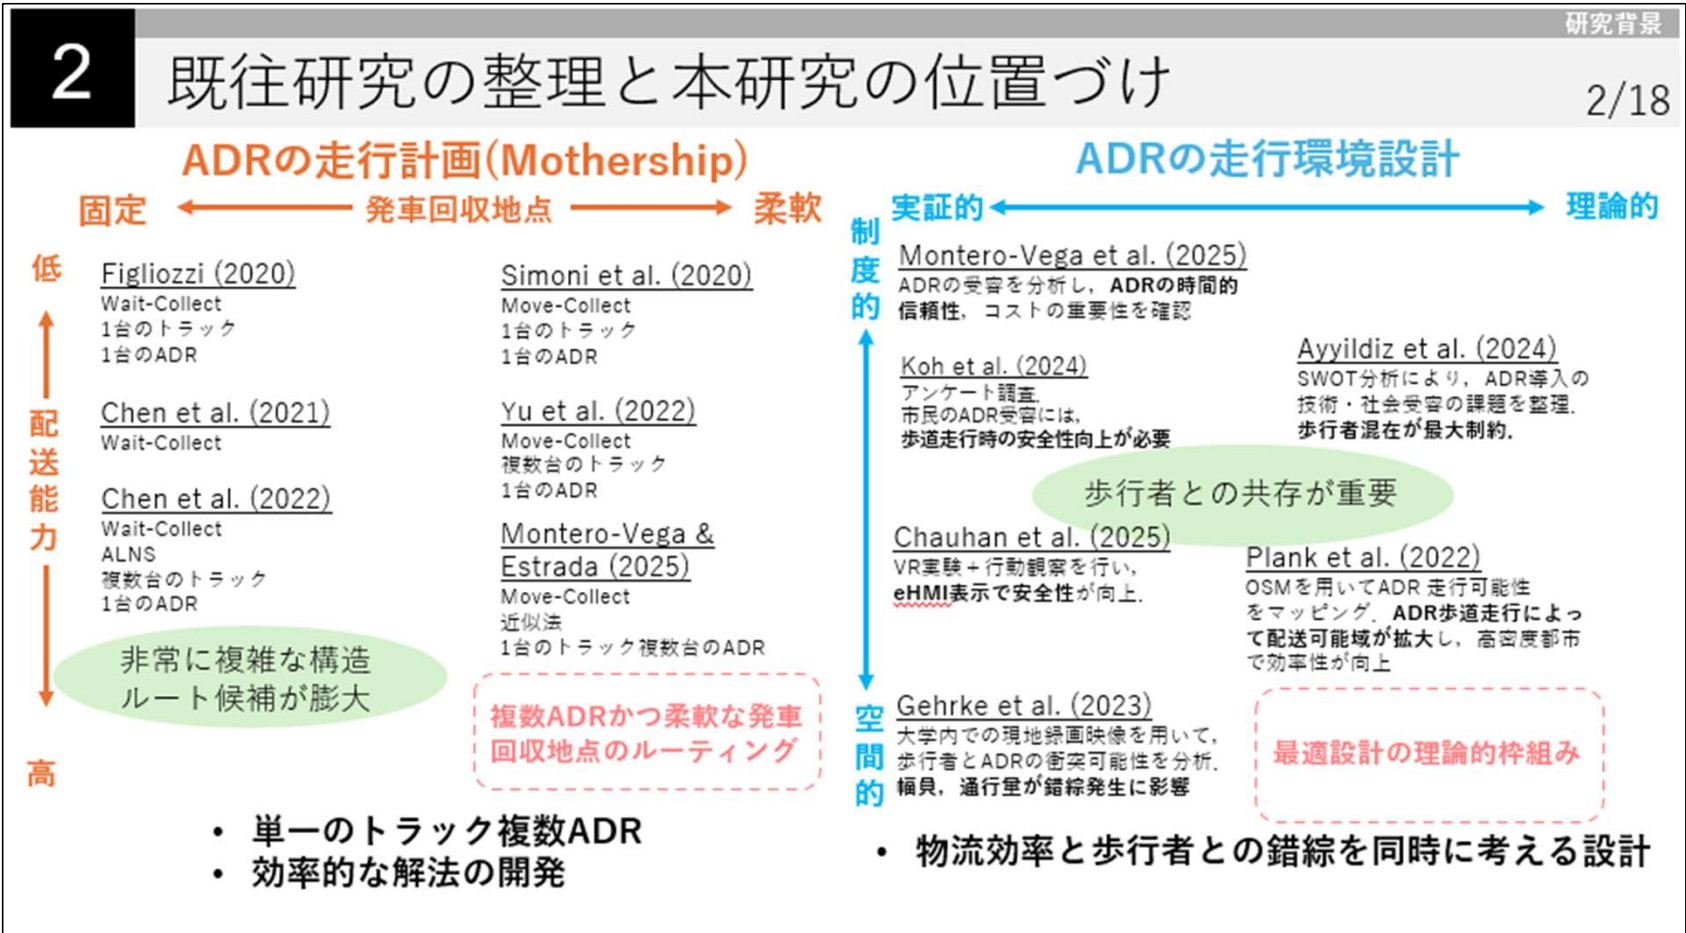 研究背景
2
既往研究の整理と本研究の位置づけ
2/18
ADRの走行計画(Mothership)
固定
発車回収地点
柔軟
低
配送能力
高
Figliozzi (2020)
Wait-Collect
1台のトラック
1台のADR
Chen et al. (2021)
Wait-Collect
Chen et al. (2022)
Wait-Collect
ALNS
複数台のトラック
1台のADR
非常に複雑な構造
ルート候補が膨大
Simoni et al. (2020)
Move-Collect
1台のトラック
1台のADR
Yu et al. (2022)
Move-Collect
複数台のトラック
1台のADR
Montero-Vega &
Estrada (2025)
Move-Collect
近似法
1台のトラック複数台のADR
複数ADRかつ柔軟な発車
回収地点のルーティング
• 単一のトラック複数ADR
• 効率的な解法の開発
ADRの走行環境設計
実証的
理論的
制度的
空間的
Montero-Vega et al. (2025)
ADRの受容を分析し，ADRの時間的
信頼性，コストの重要性を確認
Koh et al. (2024)
アンケート調査．
市民のADR受容には，
歩道走行時の安全性向上が必要
Ayyildiz et al. (2024)
SWOT分析により，ADR導入の
技術・社会受容の課題を整理．
歩行者混在が最大制約．
歩行者との共存が重要
Chauhan et al. (2025)
VR実験＋行動観察を行い，
eHMI表示で安全性が向上．
Plank et al. (2022)
OSMを用いてADR 走行可能性
をマッピング．ADR歩道走行によっ
て配送可能域が拡大し，高密度都市
で効率性が向上
Gehrke et al. (2023)
大学内での現地録画映像を用いて，
歩行者とADRの衝突可能性を分析．
幅員，通行量が錯綜発生に影響
最適設計の理論的枠組み
• 物流効率と歩行者との錯綜を同時に考える設計